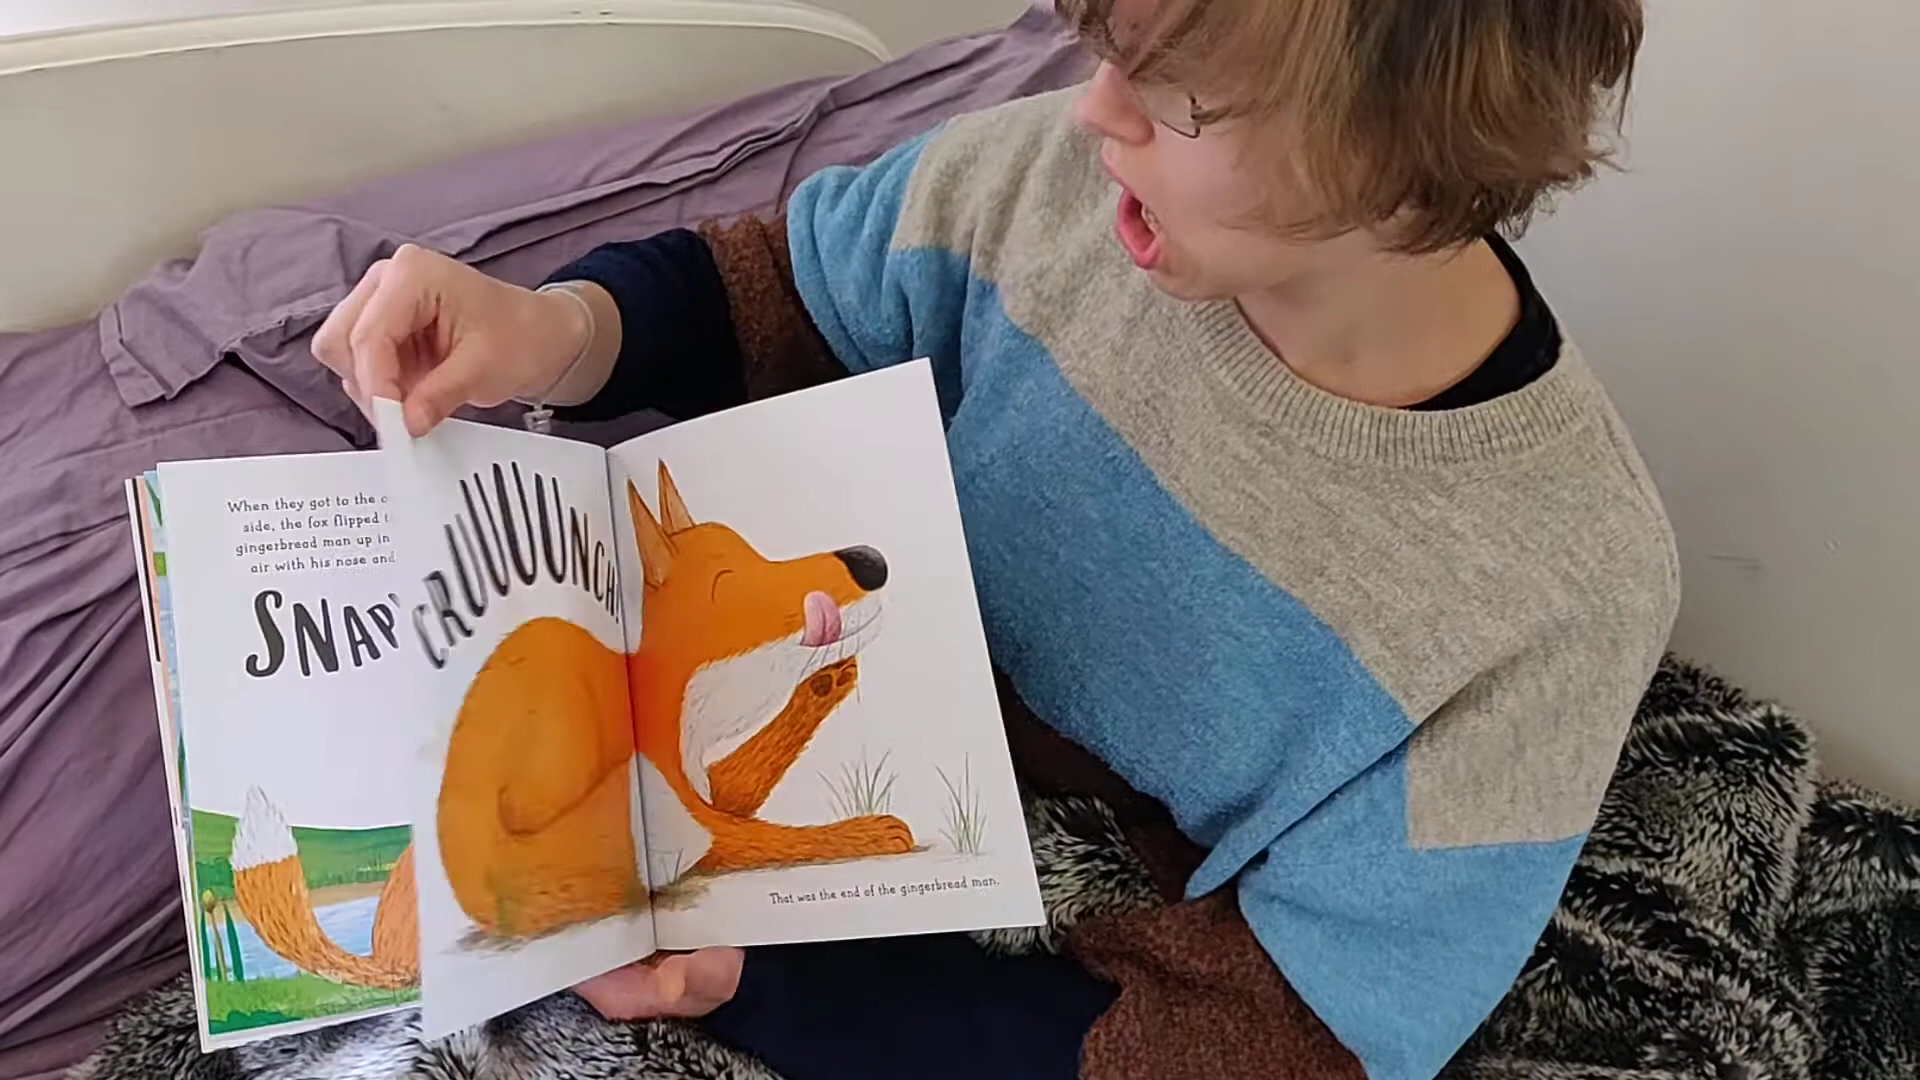 When they got to the
side, the fox flipped
gingerbread man up in
air with his nose and
SNAP
CRUUUUUNCH!
That was the end of the gingerbread man.